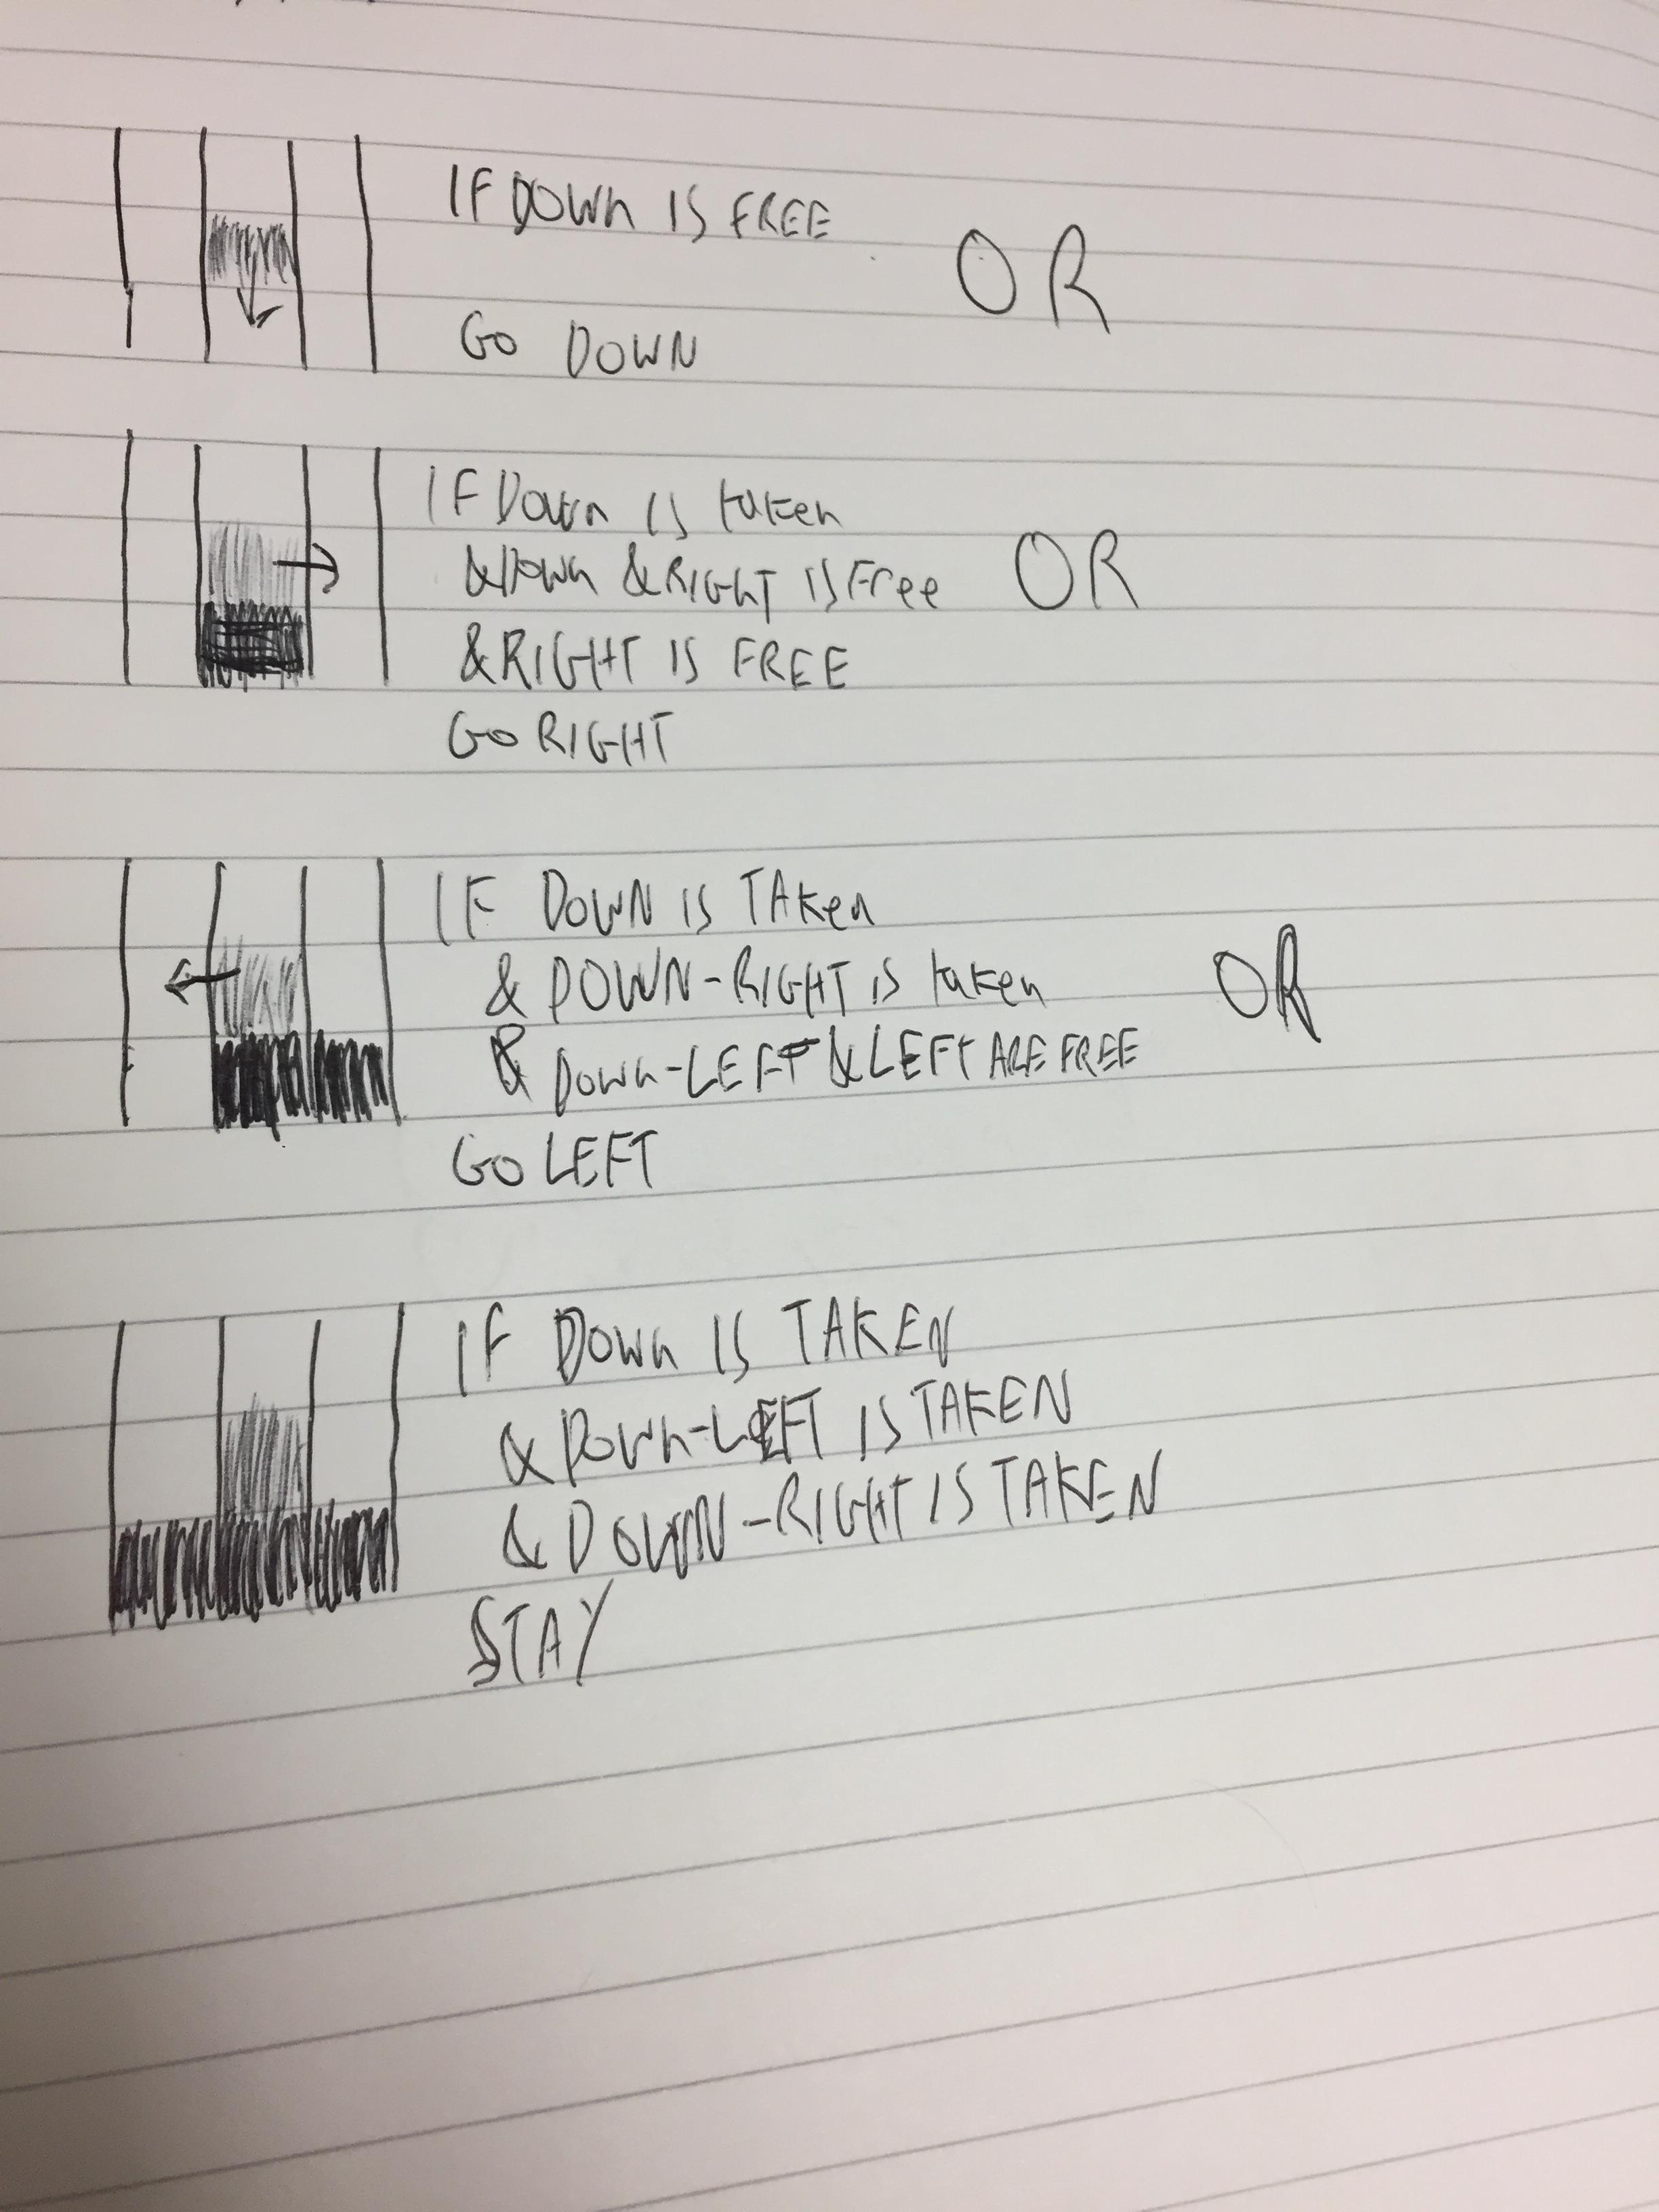 IF DOWN IS FREE
GO DOWN
OR
IF DOWN IS taken
& DOWN & RIGHT IS Free
& RIGHT IS FREE
GO RIGHT
OR
IF DOWN IS TAKen
& DOWN-RIGHT is taken
& DOWN-LEFT & LEFT ARE FREE
GO LEFT
OR
IF DOWN IS TAKEN
& DOWN-LEFT IS TAKEN
& DOWN-RIGHT IS TAKEN
STAY